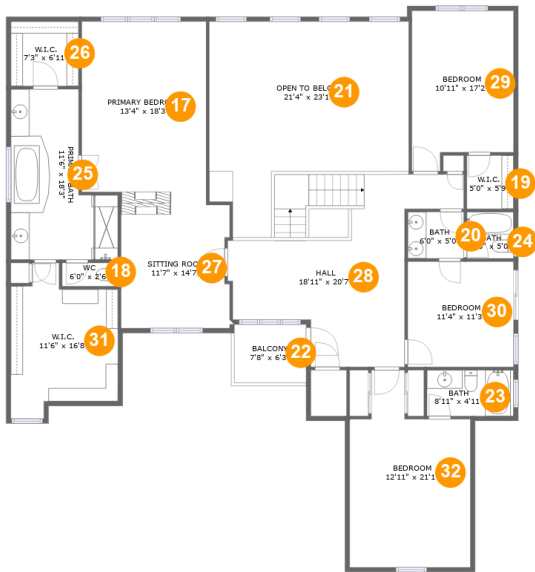 W.I.C.
7'3" x 6'11
26
PRIMARY BEDR
13'4" x 18'3"
17
OPEN TO BELO
21'4" x 23'1
21
BEDROOM
10'11" x 17'2
29
BATH
11'6" x 18'3"
25
W.I.C.
5'0" x 5'9
19
BATH
6'0" x 5'0
20
ATH
x 5'0
24
WC
6'0" x 2'6
18
SITTING ROO
11'7" x 14'7
27
HALL
18'11" x 20'7
28
BEDROOM
11'4" x 11'3
30
W.I.C.
11'6" x 16'8
31
BALCONY
7'8" x 6'3
22
BATH
8'11" x 4'11
23
BEDROOM
12'11" x 21'1
32